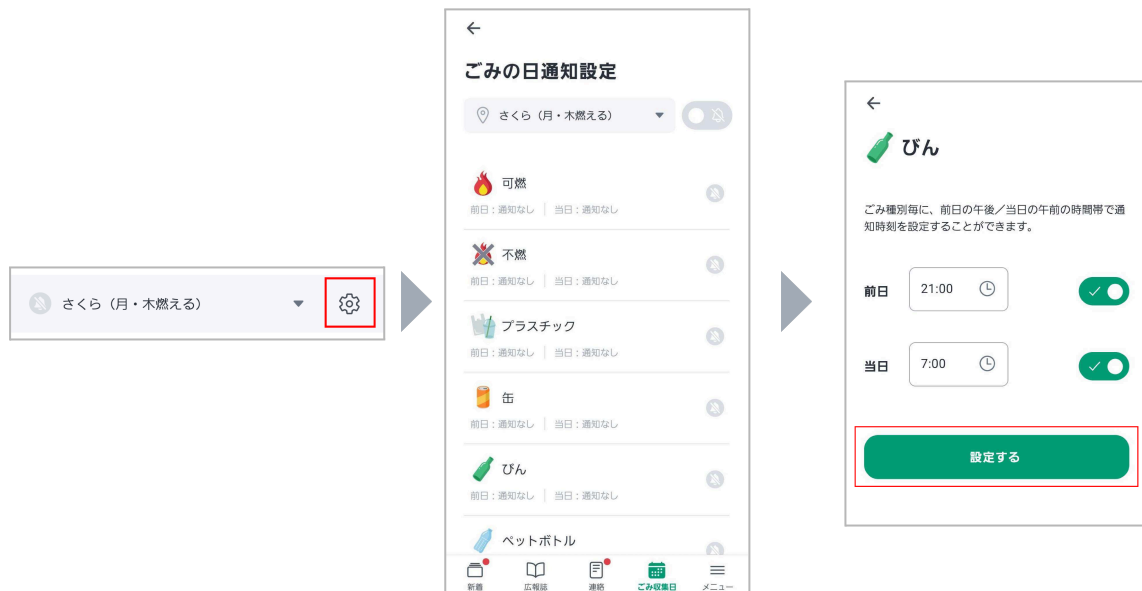 さくら（月・木燃える）
ごみの日通知設定
さくら（月・木燃える）
可燃
前日：通知なし｜当日：通知なし
不燃
前日：通知なし｜当日：通知なし
プラスチック
前日：通知なし｜当日：通知なし
缶
前日：通知なし｜当日：通知なし
びん
前日：通知なし｜当日：通知なし
ペットボトル
新着 広報誌 連絡 ごみ収集日 メニュー
びん
ごみ種別毎に、前日の午後／当日の午前の時間帯で通
知時刻を設定することができます。
前日 21:00
当日 7:00
設定する